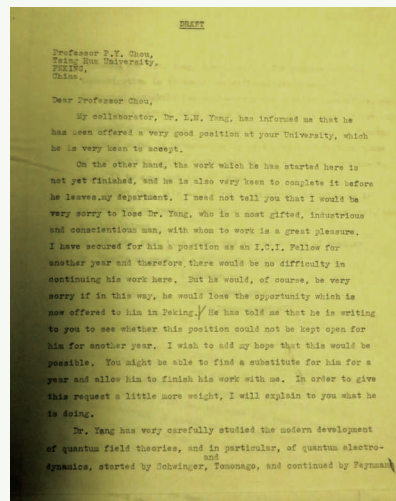 DRAFT
Professor P.Y. Chou,
Tsing Hua University,
PEKING,
China.
Dear Professor Chou,
My collaborator, Dr. L.M. Yang, has informed me that he
has been offered a very good position at your University, which
he is very keen to accept.
On the other hand, the work which he has started here is
not yet finished, and he is also very keen to complete it before
he leaves my department. I need not tell you that I would be
very sorry to lose Dr. Yang, who is a most gifted, industrious
and conscientious man, with whom to work is a great pleasure.
I have secured for him a position as an I.C.I. Fellow for
another year and therefore there would be no difficulty in
continuing his work here. But he would, of course, be very
sorry if in this way, he would lose the opportunity which is
now offered to him in Peking./ He has told me that he is writing
to you to see whether this position could not be kept open for
him for another year. I wish to add my hope that this would be
possible. You might be able to find a substitute for him for a
year and allow him to finish his work with me. In order to give
this request a little more weight, I will explain to you what he
is doing.
Dr. Yang has very carefully studied the modern development
of quantum field theories, and in particular, of quantum electro-
and
dynamics, started by Schwinger, Tomonago, and continued by Feynman